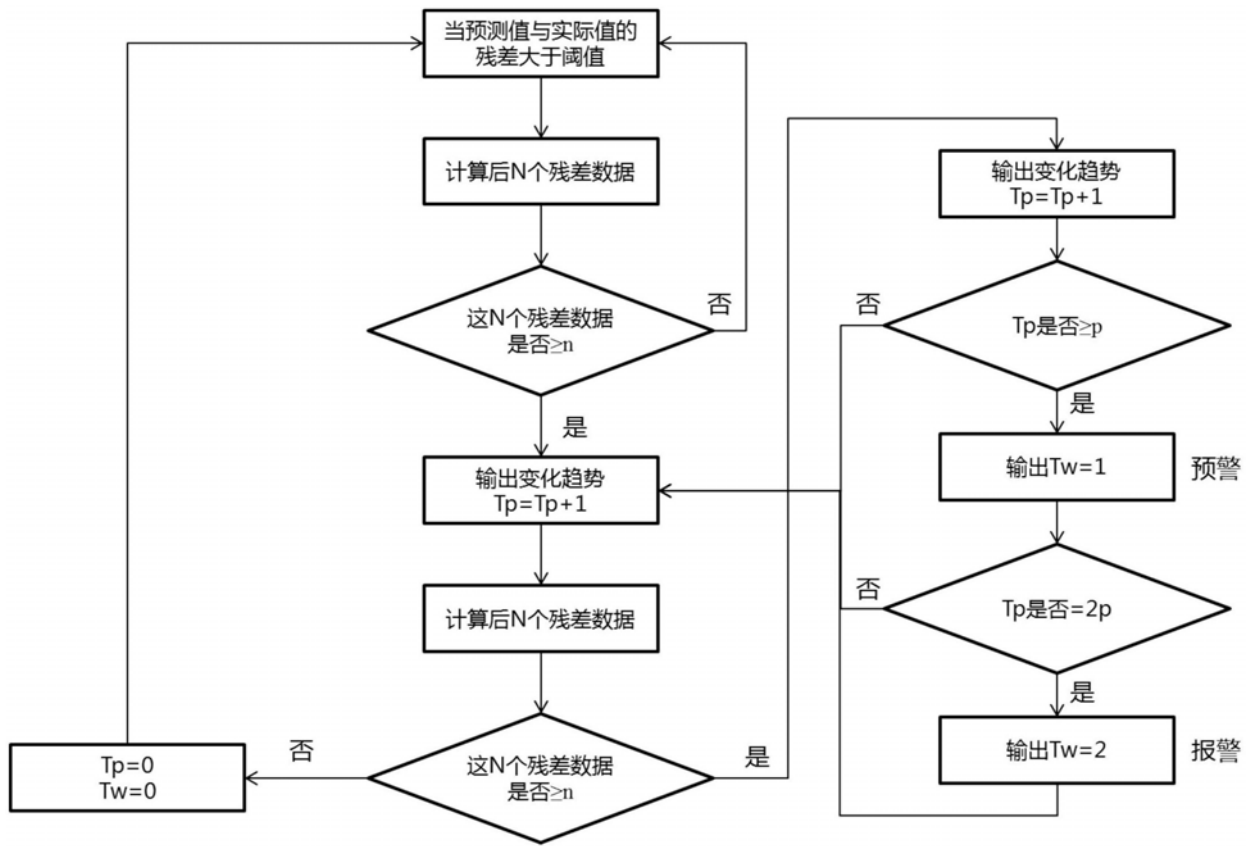 当预测值与实际值的
残差大于阈值
计算后N个残差数据
这N个残差数据
是否≥n
否
是
输出变化趋势
Tp=Tp+1
计算后N个残差数据
这N个残差数据
是否≥n
否
Tp=0
Tw=0
是
输出变化趋势
Tp=Tp+1
Tp是否≥p
否
是
输出Tw=1
预警
Tp是否=2p
否
是
输出Tw=2
报警